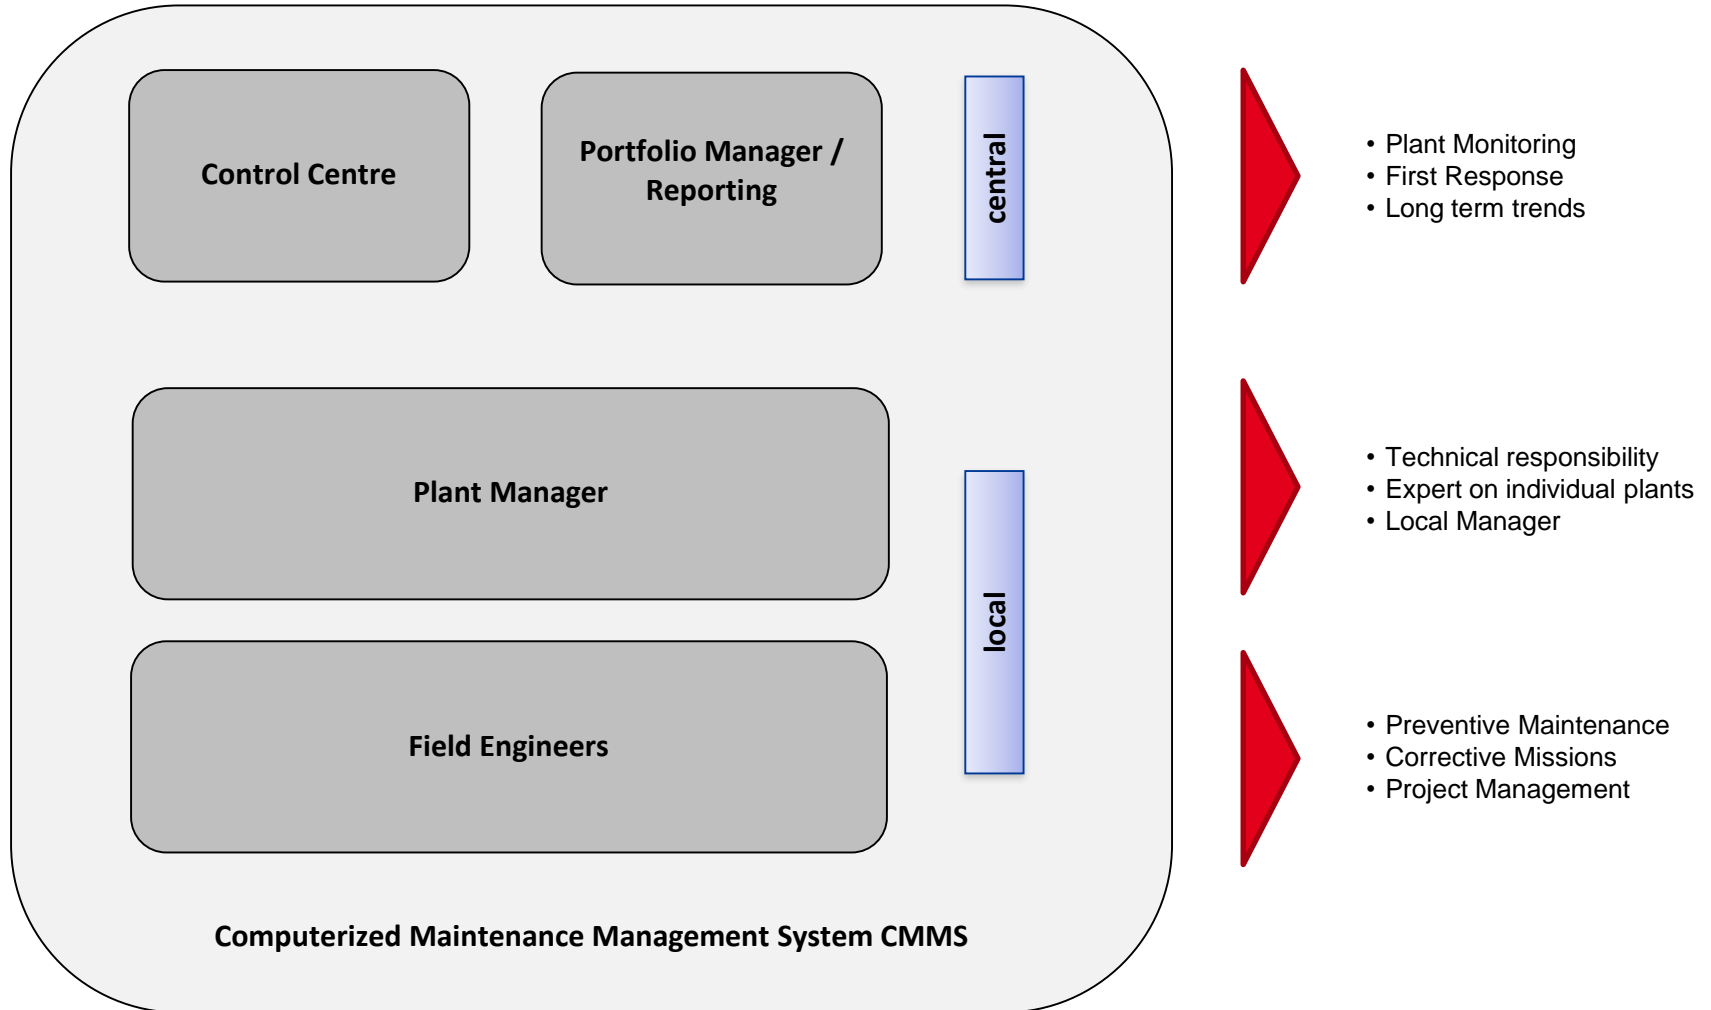 Control Centre
Portfolio Manager /
Reporting
central
• Plant Monitoring
• First Response
• Long term trends
Plant Manager
local
• Technical responsibility
• Expert on individual plants
• Local Manager
Field Engineers
• Preventive Maintenance
• Corrective Missions
• Project Management
Computerized Maintenance Management System CMMS